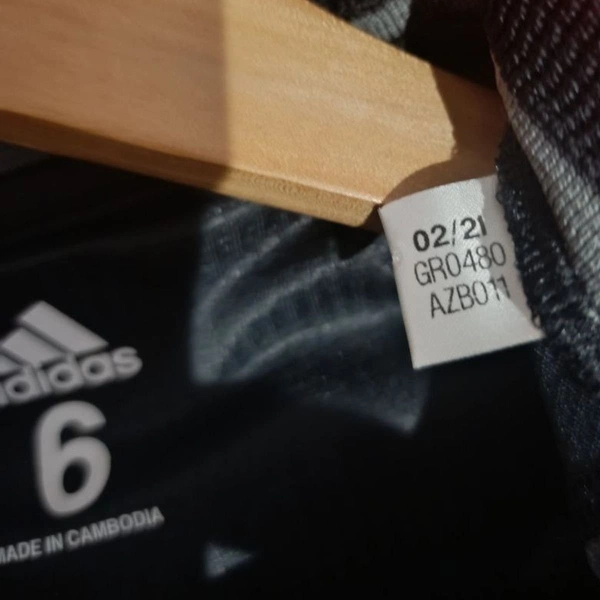 02/21
GR0480
AZB011
adidas
6
MADE IN CAMBODIA